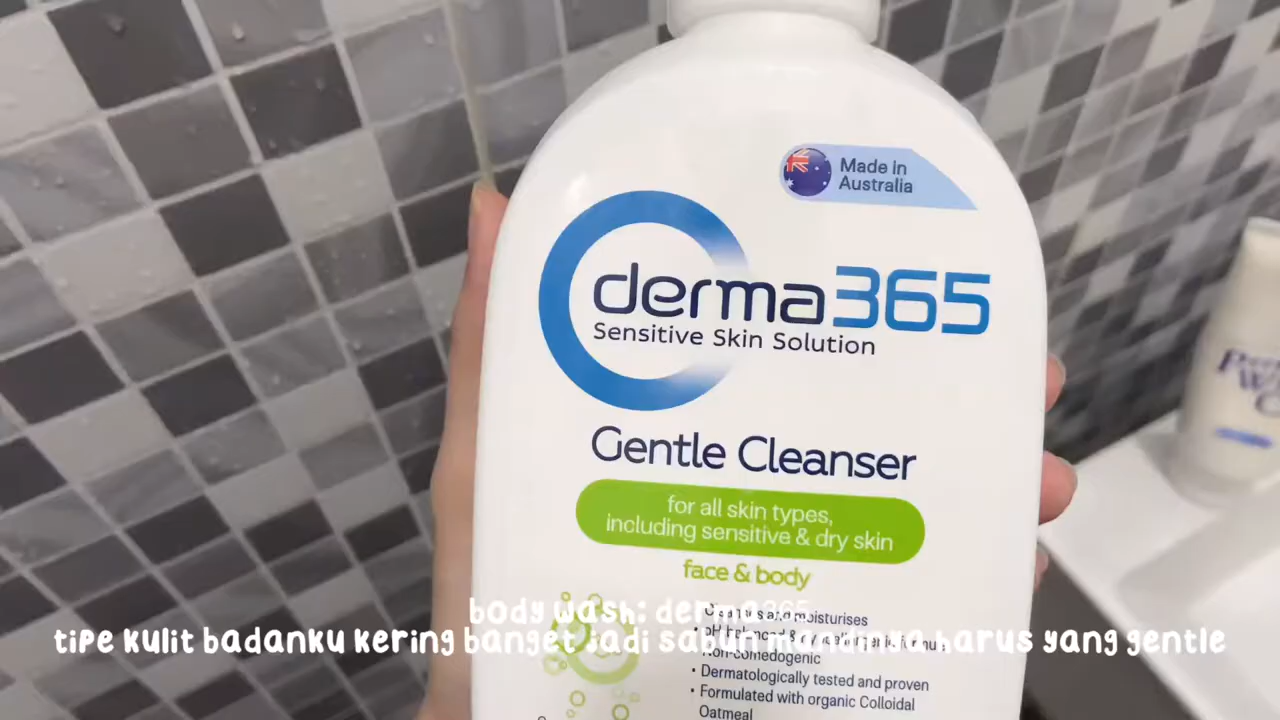 Made in
Australia
derma365
Sensitive Skin Solution
Gentle Cleanser
for all skin types,
including sensitive & dry skin
face & body
body wash: derma365
tipe kulit badanku kering banget jadi sabun mandinya harus yang gentle
and moisturises
Non-comedogenic
• Dermatologically tested and proven
• Formulated with organic Colloidal
Oatmeal